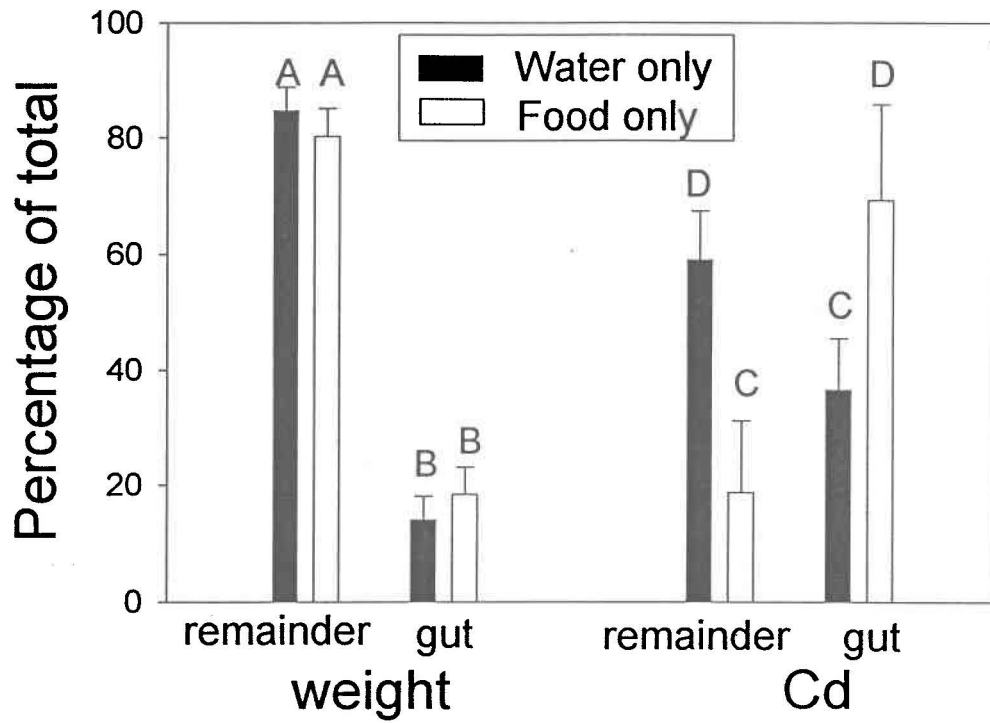 Percentage of total
100
80
60
40
20
0
Water only
Food only
A A
B B
D
C
C
D
remainder gut remainder gut
weight Cd